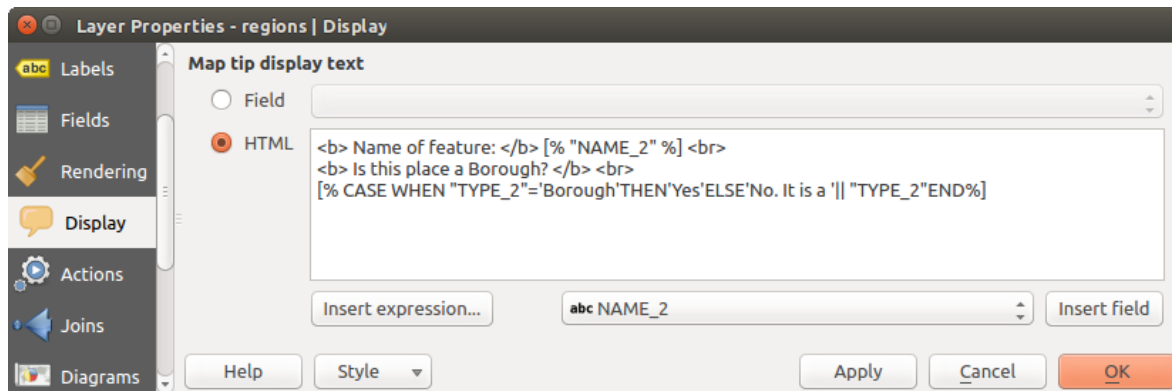 Layer Properties - regions | Display
abc Labels
Fields
Rendering
Display
Actions
Joins
Diagrams
Map tip display text
Field
HTML
<b> Name of feature: </b> [% "NAME_2" %] <br>
<b> Is this place a Borough? </b> <br>
[% CASE WHEN "TYPE_2"='Borough'THEN'Yes'ELSE'No. It is a '|| "TYPE_2"END%]
Insert expression...
abc NAME_2
Insert field
Help
Style
Apply
Cancel
OK